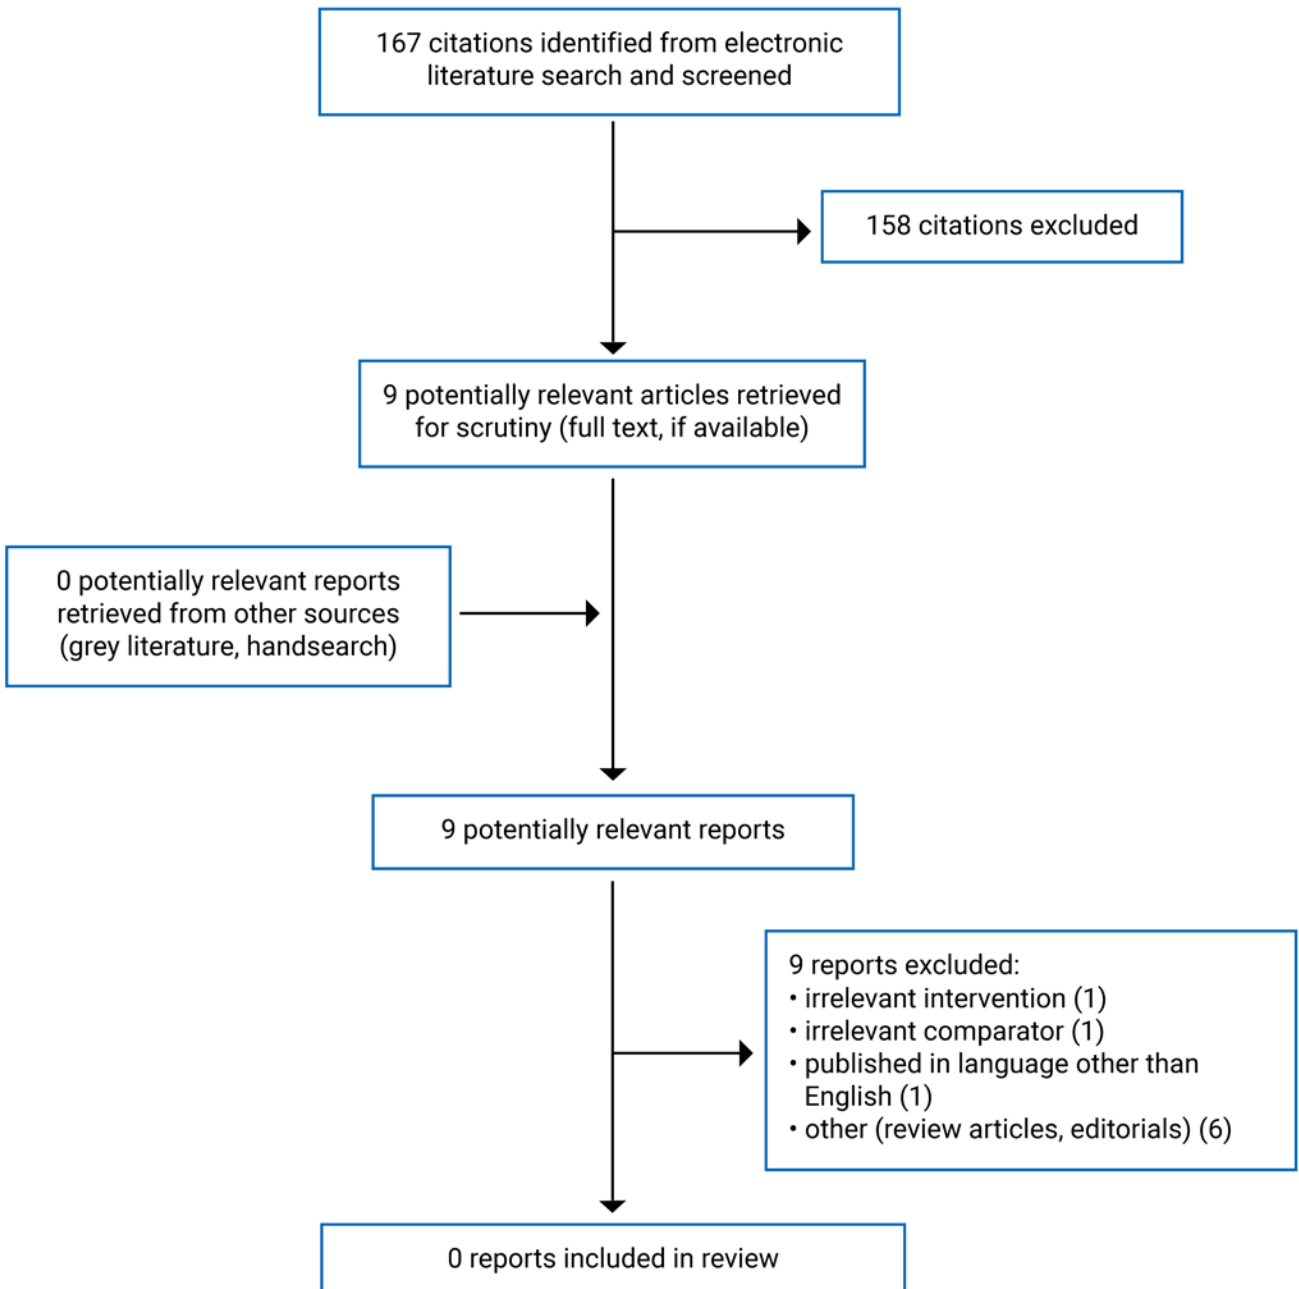 167 citations identified from electronic
literature search and screened
158 citations excluded
9 potentially relevant articles retrieved
for scrutiny (full text, if available)
0 potentially relevant reports
retrieved from other sources
(grey literature, handsearch)
9 potentially relevant reports
9 reports excluded:
• irrelevant intervention (1)
• irrelevant comparator (1)
• published in language other than
English (1)
• other (review articles, editorials) (6)
0 reports included in review